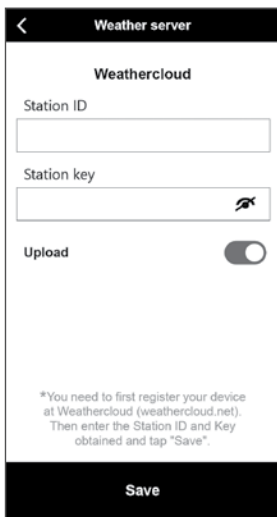 Weather server
Weathercloud
Station ID
Station key
Upload
*You need to first register your device
at Weathercloud (weathercloud.net).
Then enter the Station ID and Key
obtained and tap "Save".
Save